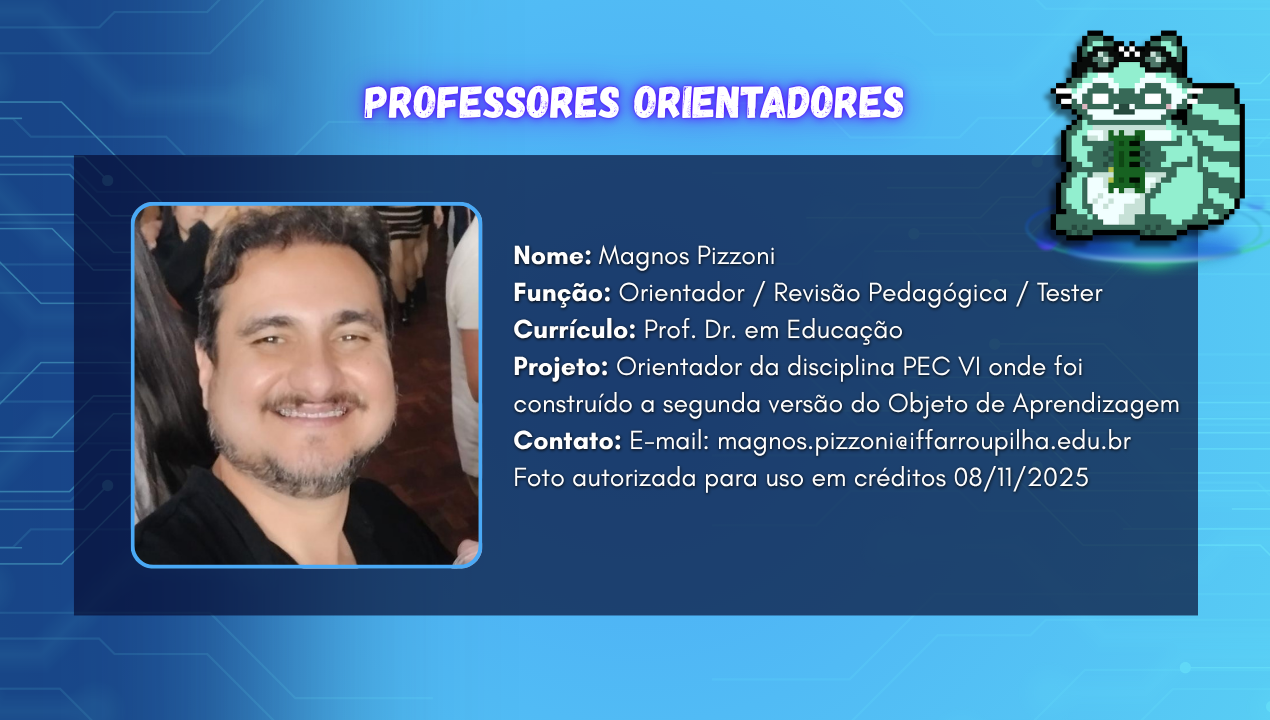 PROFESSORES ORIENTADORES
Nome: Magnos Pizzoni
Função: Orientador / Revisão Pedagógica / Tester
Currículo: Prof. Dr. em Educação
Projeto: Orientador da disciplina PEC VI onde foi
construído a segunda versão do Objeto de Aprendizagem
Contato: E-mail: magnos.pizzoni@iffarroupilha.edu.br
Foto autorizada para uso em créditos 08/11/2025